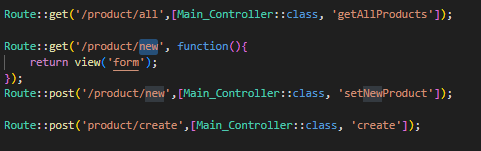 Route::get('/product/all',[Main_Controller::class, 'getAllProducts']);
Route::get('/product/new', function(){
return view('form');
});
Route::post('/product/new',[Main_Controller::class, 'setNewProduct']);
Route::post('product/create',[Main_Controller::class, 'create']);